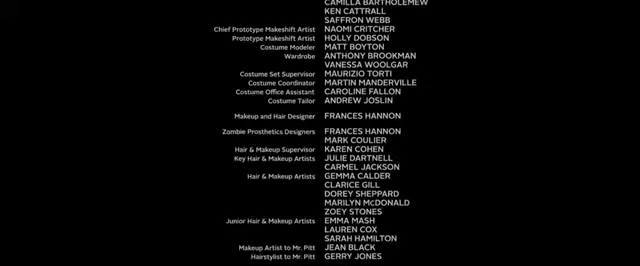 CAMILLA BARTHOLEMEW
KEN CATTRALL
SAFFRON WEBB
Chief Prototype Makeshift Artist NAOMI CRITCHER
Prototype Makeshift Artist HOLLY DOBSON
Costume Modeler MATT BOYTON
Wardrobe ANTHONY BROOKMAN
VANESSA WOOLGAR
Costume Set Supervisor MAURIZIO TORTI
Costume Coordinator MARTIN MANDERVILLE
Costume Office Assistant CAROLINE FALLON
Costume Tailor ANDREW JOSLIN
Makeup and Hair Designer FRANCES HANNON
Zombie Prosthetics Designers FRANCES HANNON
MARK COULIER
Hair & Makeup Supervisor KAREN COHEN
Key Hair & Makeup Artists JULIE DARTNELL
CARMEL JACKSON
Hair & Makeup Artists GEMMA CALDER
CLARICE GILL
DOREY SHEPPARD
MARILYN McDONALD
ZOEY STONES
Junior Hair & Makeup Artists EMMA MASH
LAUREN COX
SARAH HAMILTON
Makeup Artist to Mr. Pitt JEAN BLACK
Hairstylist to Mr. Pitt GERRY JONES